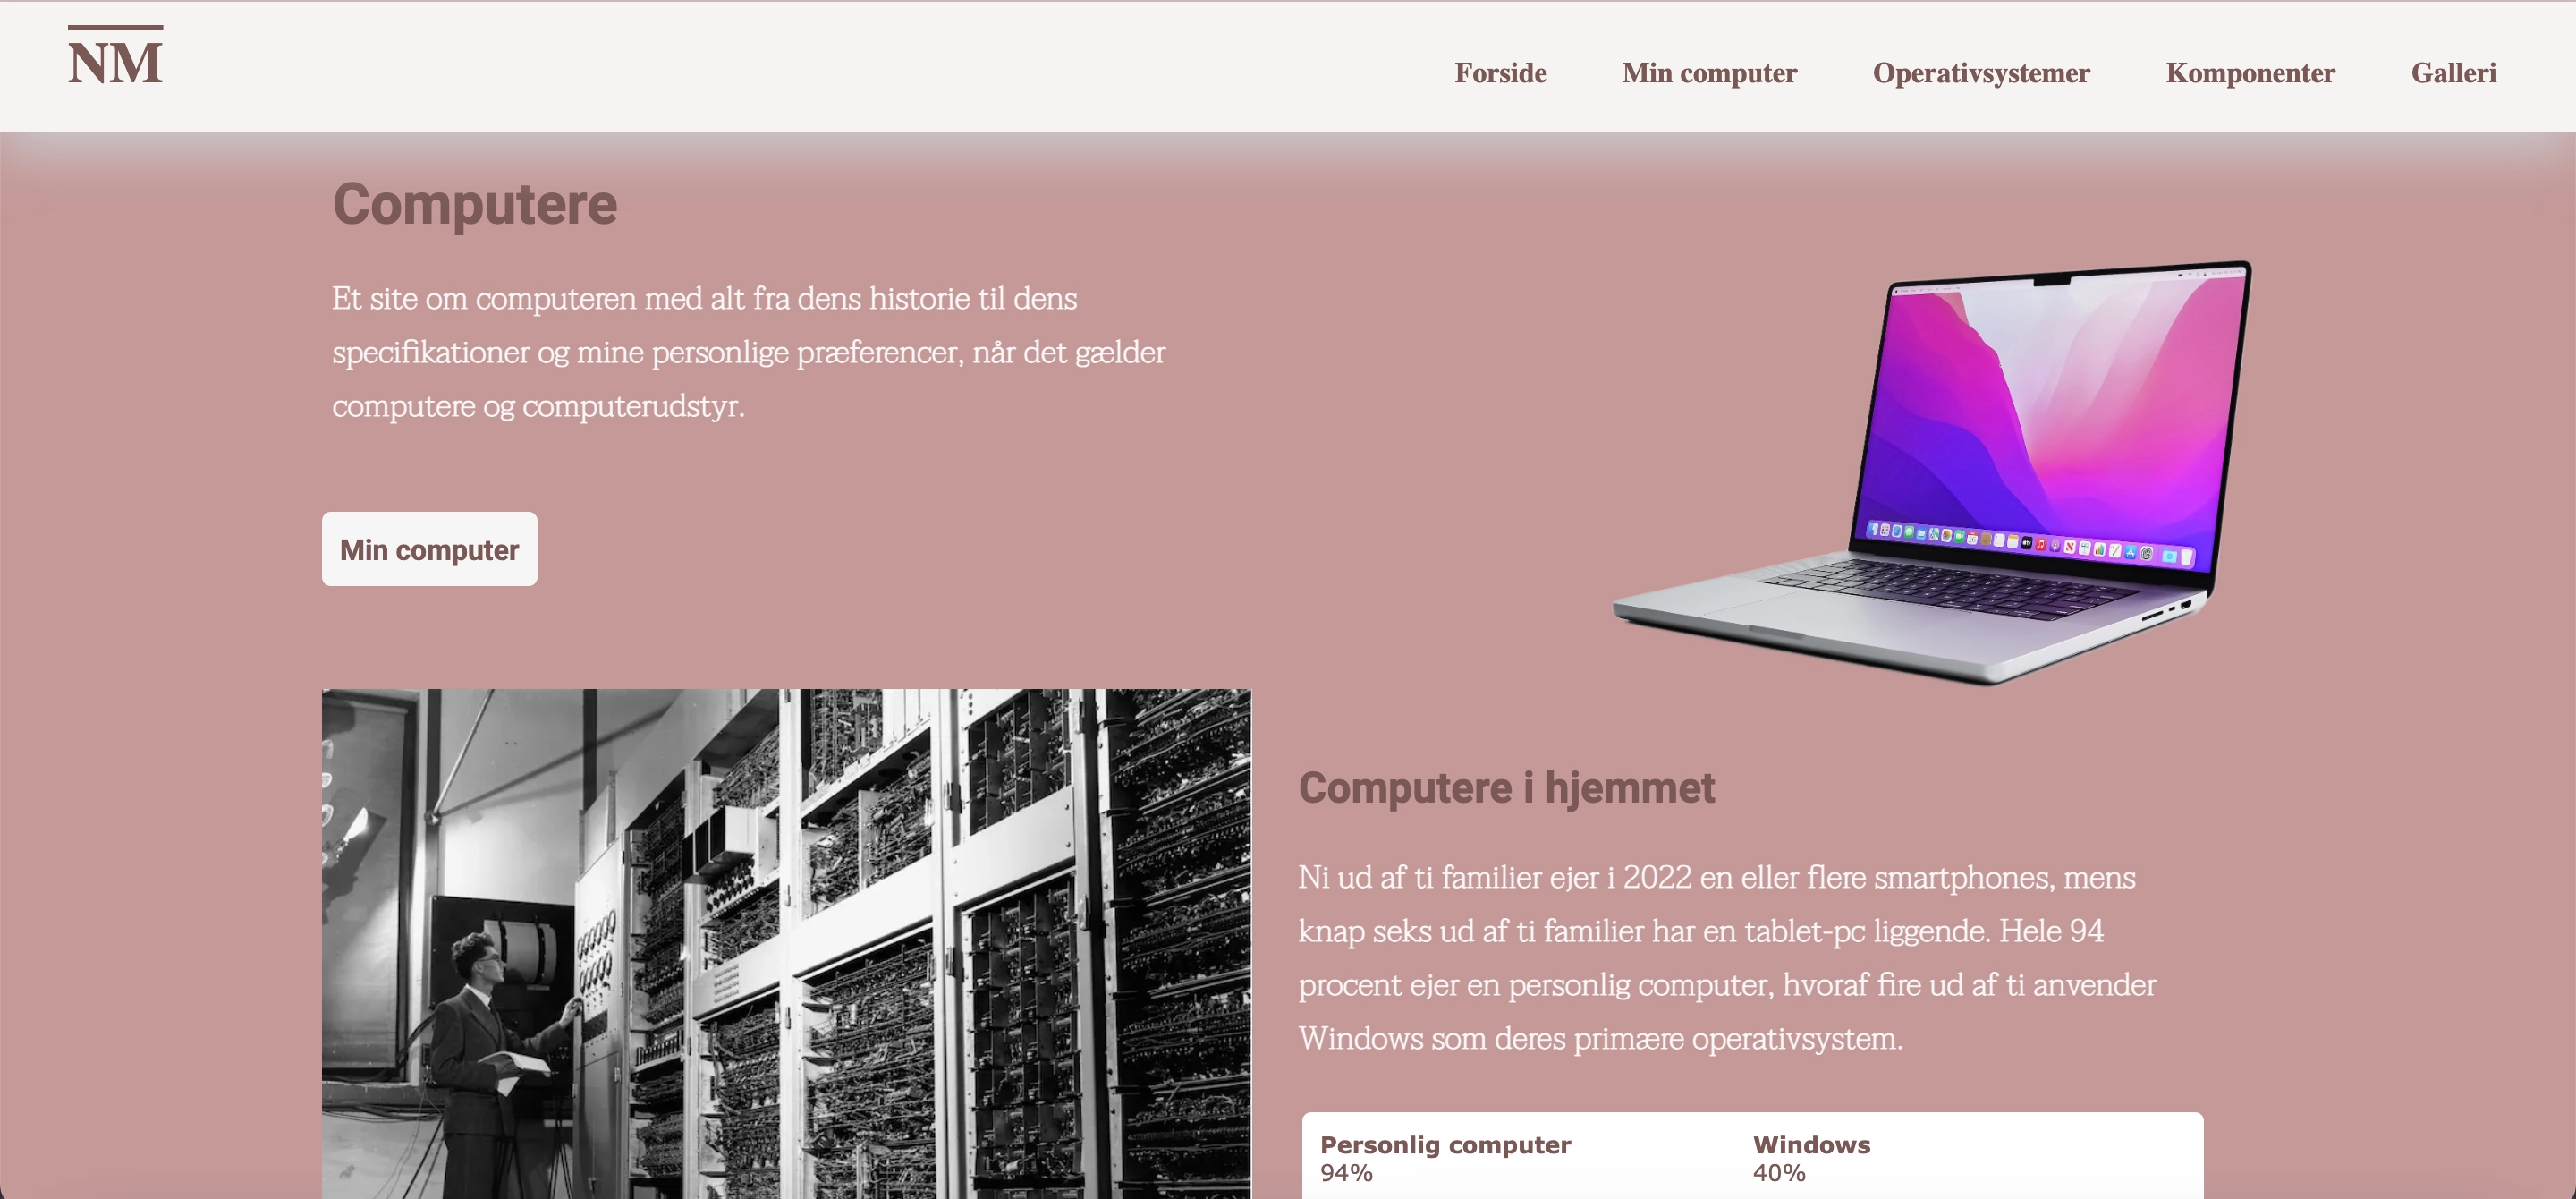 NM
Forside
Min computer
Operativsystemer
Komponenter
Galleri
Computere
Et site om computeren med alt fra dens historie til dens
specifikationer og mine personlige præferencer, når det gælder
computere og computerudstyr.
Min computer
Computere i hjemmet
Ni ud af ti familier ejer i 2022 en eller flere smartphones, mens
knap seks ud af ti familier har en tablet-pc liggende. Hele 94
procent ejer en personlig computer, hvoraf fire ud af ti anvender
Windows som deres primære operativsystem.
Personlig computer
94%
Windows
40%